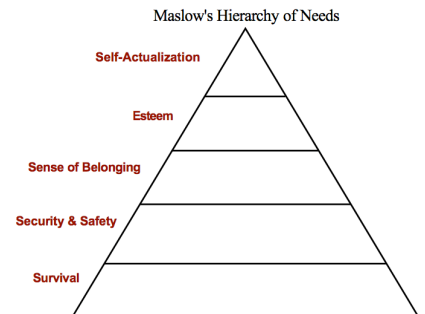 Maslow's Hierarchy of Needs
Self-Actualization
Esteem
Sense of Belonging
Security & Safety
Survival